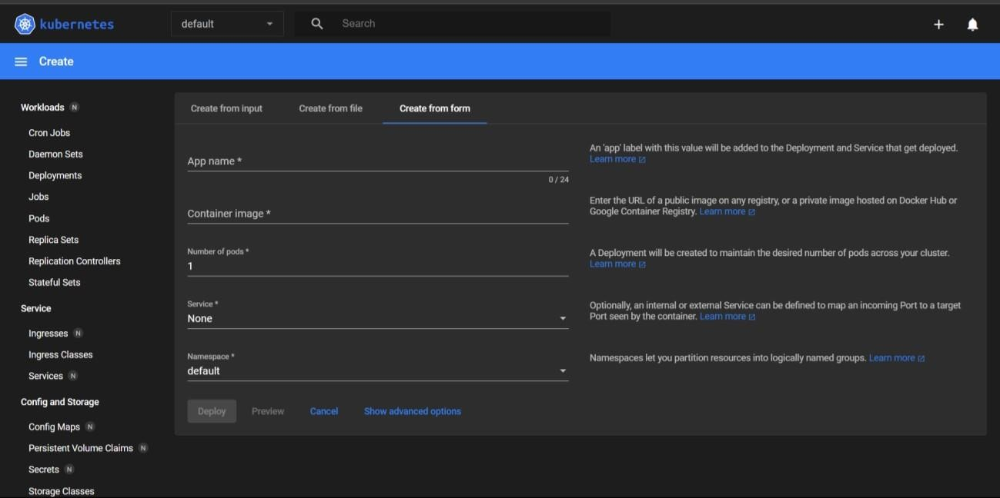 kubernetes
default
Search
Create
Workloads N
Cron Jobs
Daemon Sets
Deployments
Jobs
Pods
Replica Sets
Replication Controllers
Stateful Sets
Service
Ingresses N
Ingress Classes
Services N
Config and Storage
Config Maps N
Persistent Volume Claims N
Secrets N
Storage Classes
Create from input
Create from file
Create from form
App name *
0 / 24
An 'app' label with this value will be added to the Deployment and Service that get deployed.
Learn more
Container image *
Enter the URL of a public image on any registry, or a private image hosted on Docker Hub or
Google Container Registry. Learn more
Number of pods *
1
A Deployment will be created to maintain the desired number of pods across your cluster.
Learn more
Service *
None
Optionally, an internal or external Service can be defined to map an incoming Port to a target
Port seen by the container. Learn more
Namespace *
default
Namespaces let you partition resources into logically named groups. Learn more
Deploy
Preview
Cancel
Show advanced options